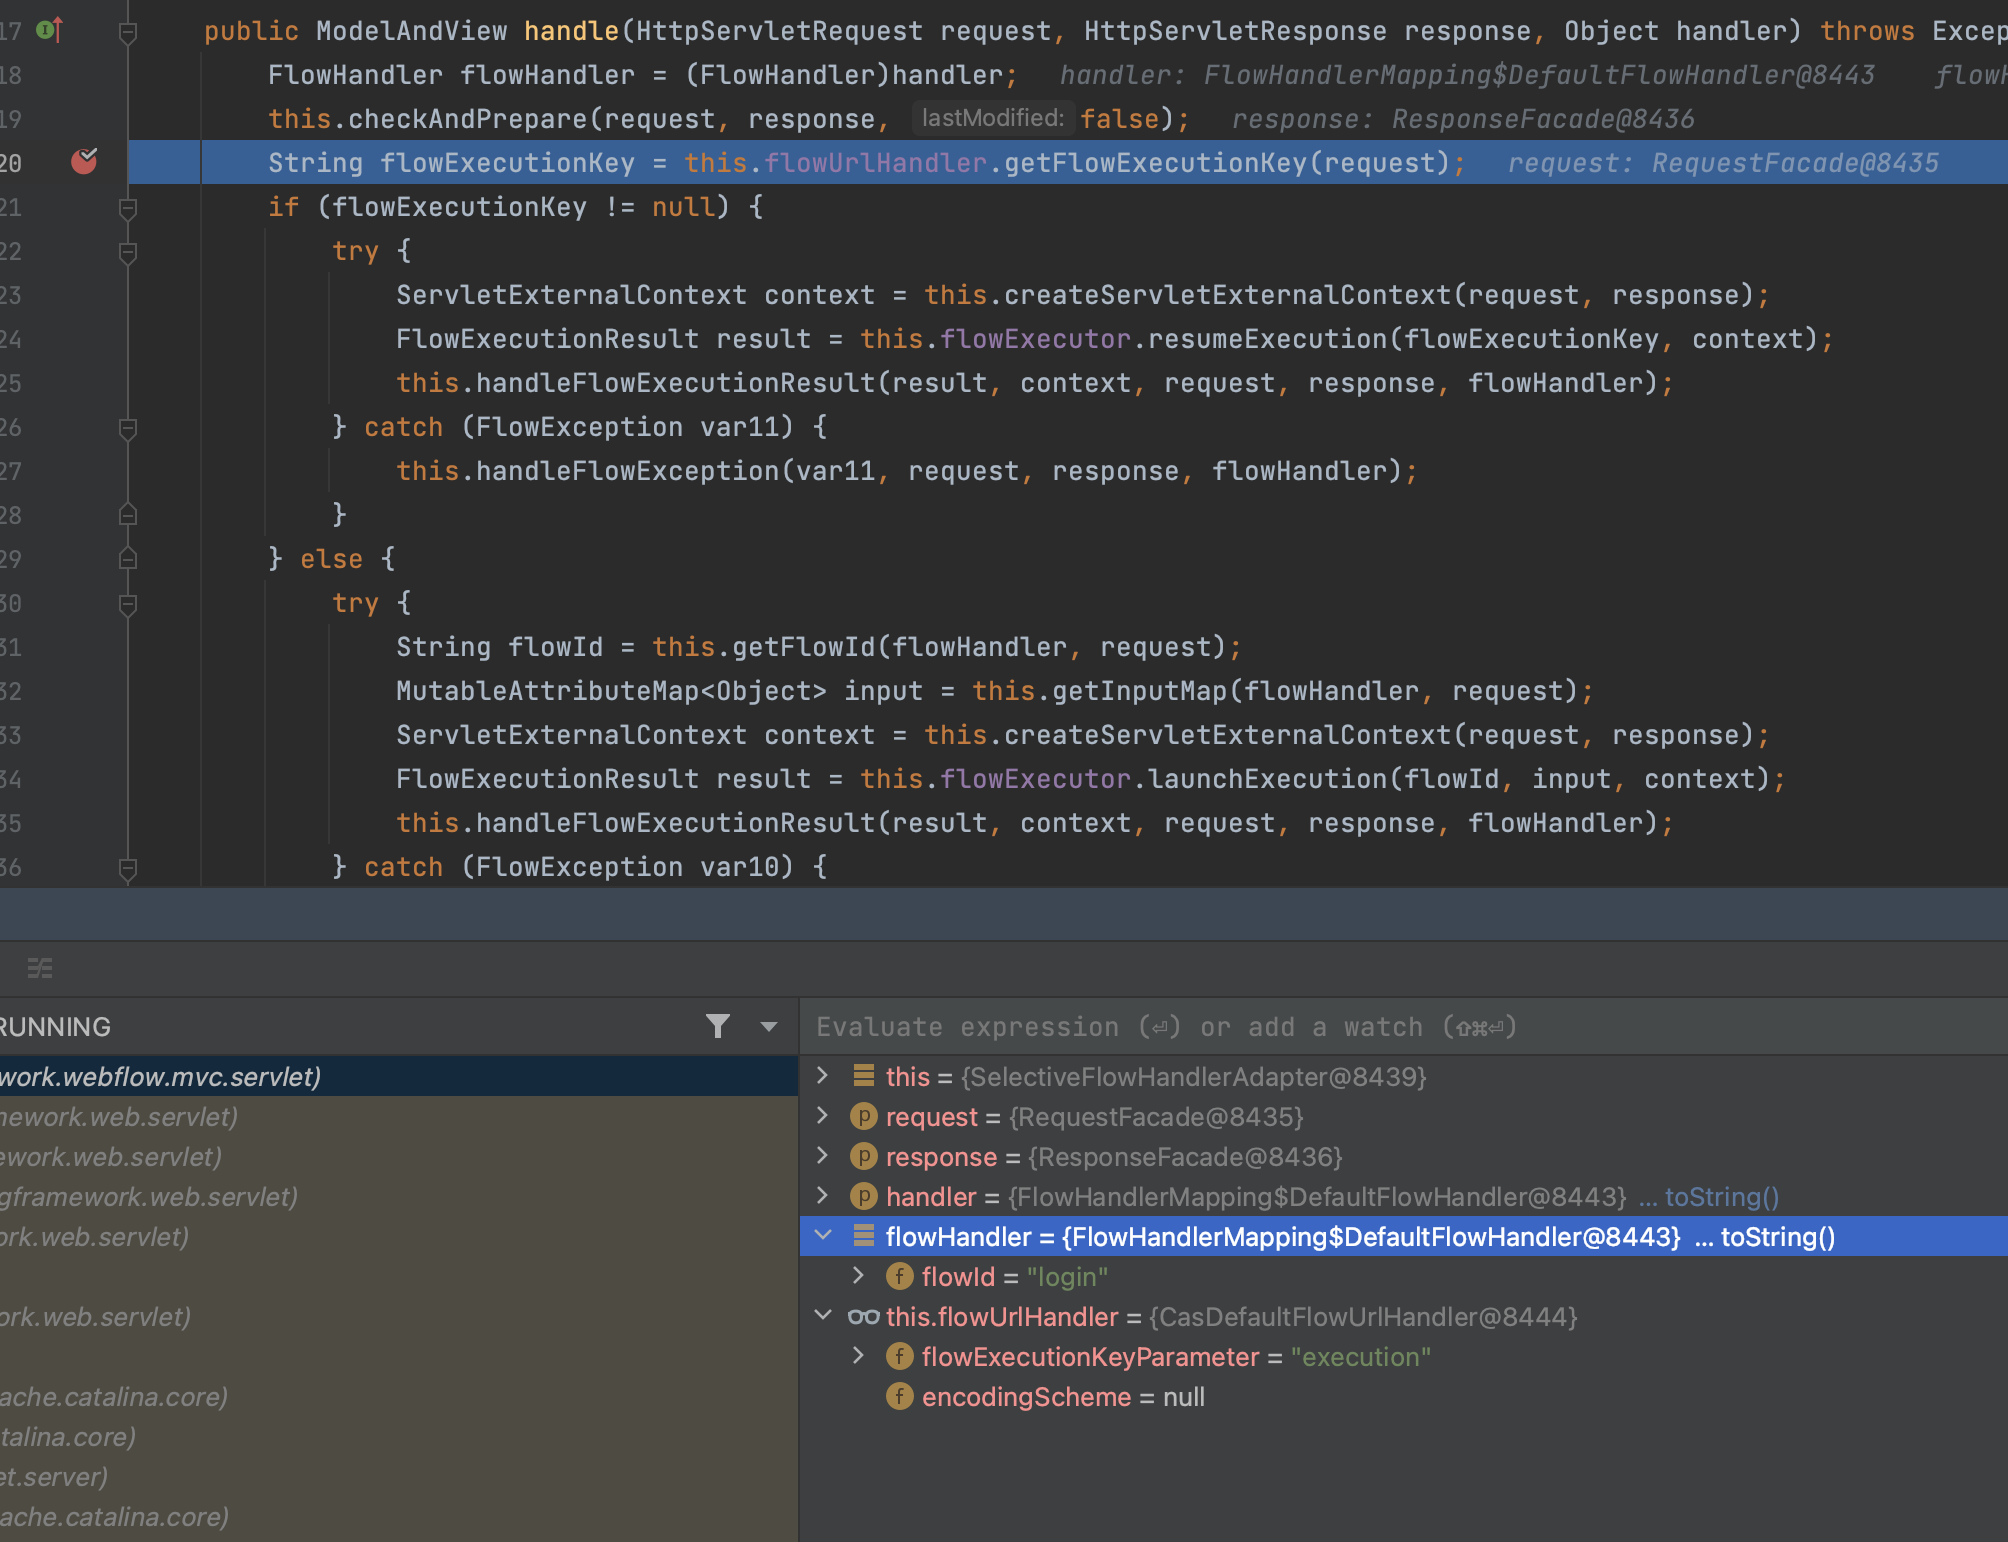 17 public ModelAndView handle(HttpServletRequest request, HttpServletResponse response, Object handler) throws Excep
18 FlowHandler flowHandler = (FlowHandler)handler; handler: FlowHandlerMapping$DefaultFlowHandler@8443 flowH
19 this.checkAndPrepare(request, response, lastModified: false); response: ResponseFacade@8436
20 String flowExecutionKey = this.flowUrlHandler.getFlowExecutionKey(request); request: RequestFacade@8435
21 if (flowExecutionKey != null) {
22 try {
23 ServletExternalContext context = this.createServletExternalContext(request, response);
24 FlowExecutionResult result = this.flowExecutor.resumeExecution(flowExecutionKey, context);
25 this.handleFlowExecutionResult(result, context, request, response, flowHandler);
26 } catch (FlowException var11) {
27 this.handleFlowException(var11, request, response, flowHandler);
28 }
29 } else {
30 try {
31 String flowId = this.getFlowId(flowHandler, request);
32 MutableAttributeMap<Object> input = this.getInputMap(flowHandler, request);
33 ServletExternalContext context = this.createServletExternalContext(request, response);
34 FlowExecutionResult result = this.flowExecutor.launchExecution(flowId, input, context);
35 this.handleFlowExecutionResult(result, context, request, response, flowHandler);
36 } catch (FlowException var10) {
RUNNING
work.webflow.mvc.servlet)
mework.web.servlet)
ework.web.servlet)
gframework.web.servlet)
ork.web.servlet)
ork.web.servlet)
ache.catalina.core)
talina.core)
et.server)
ache.catalina.core)
Evaluate expression (⏎) or add a watch (⇧⌘⏎)
this = {SelectiveFlowHandlerAdapter@8439}
p request = {RequestFacade@8435}
p response = {ResponseFacade@8436}
p handler = {FlowHandlerMapping$DefaultFlowHandler@8443} ... toString()
flowHandler = {FlowHandlerMapping$DefaultFlowHandler@8443} ... toString()
f flowId = "login"
this.flowUrlHandler = {CasDefaultFlowUrlHandler@8444}
f flowExecutionKeyParameter = "execution"
f encodingScheme = null